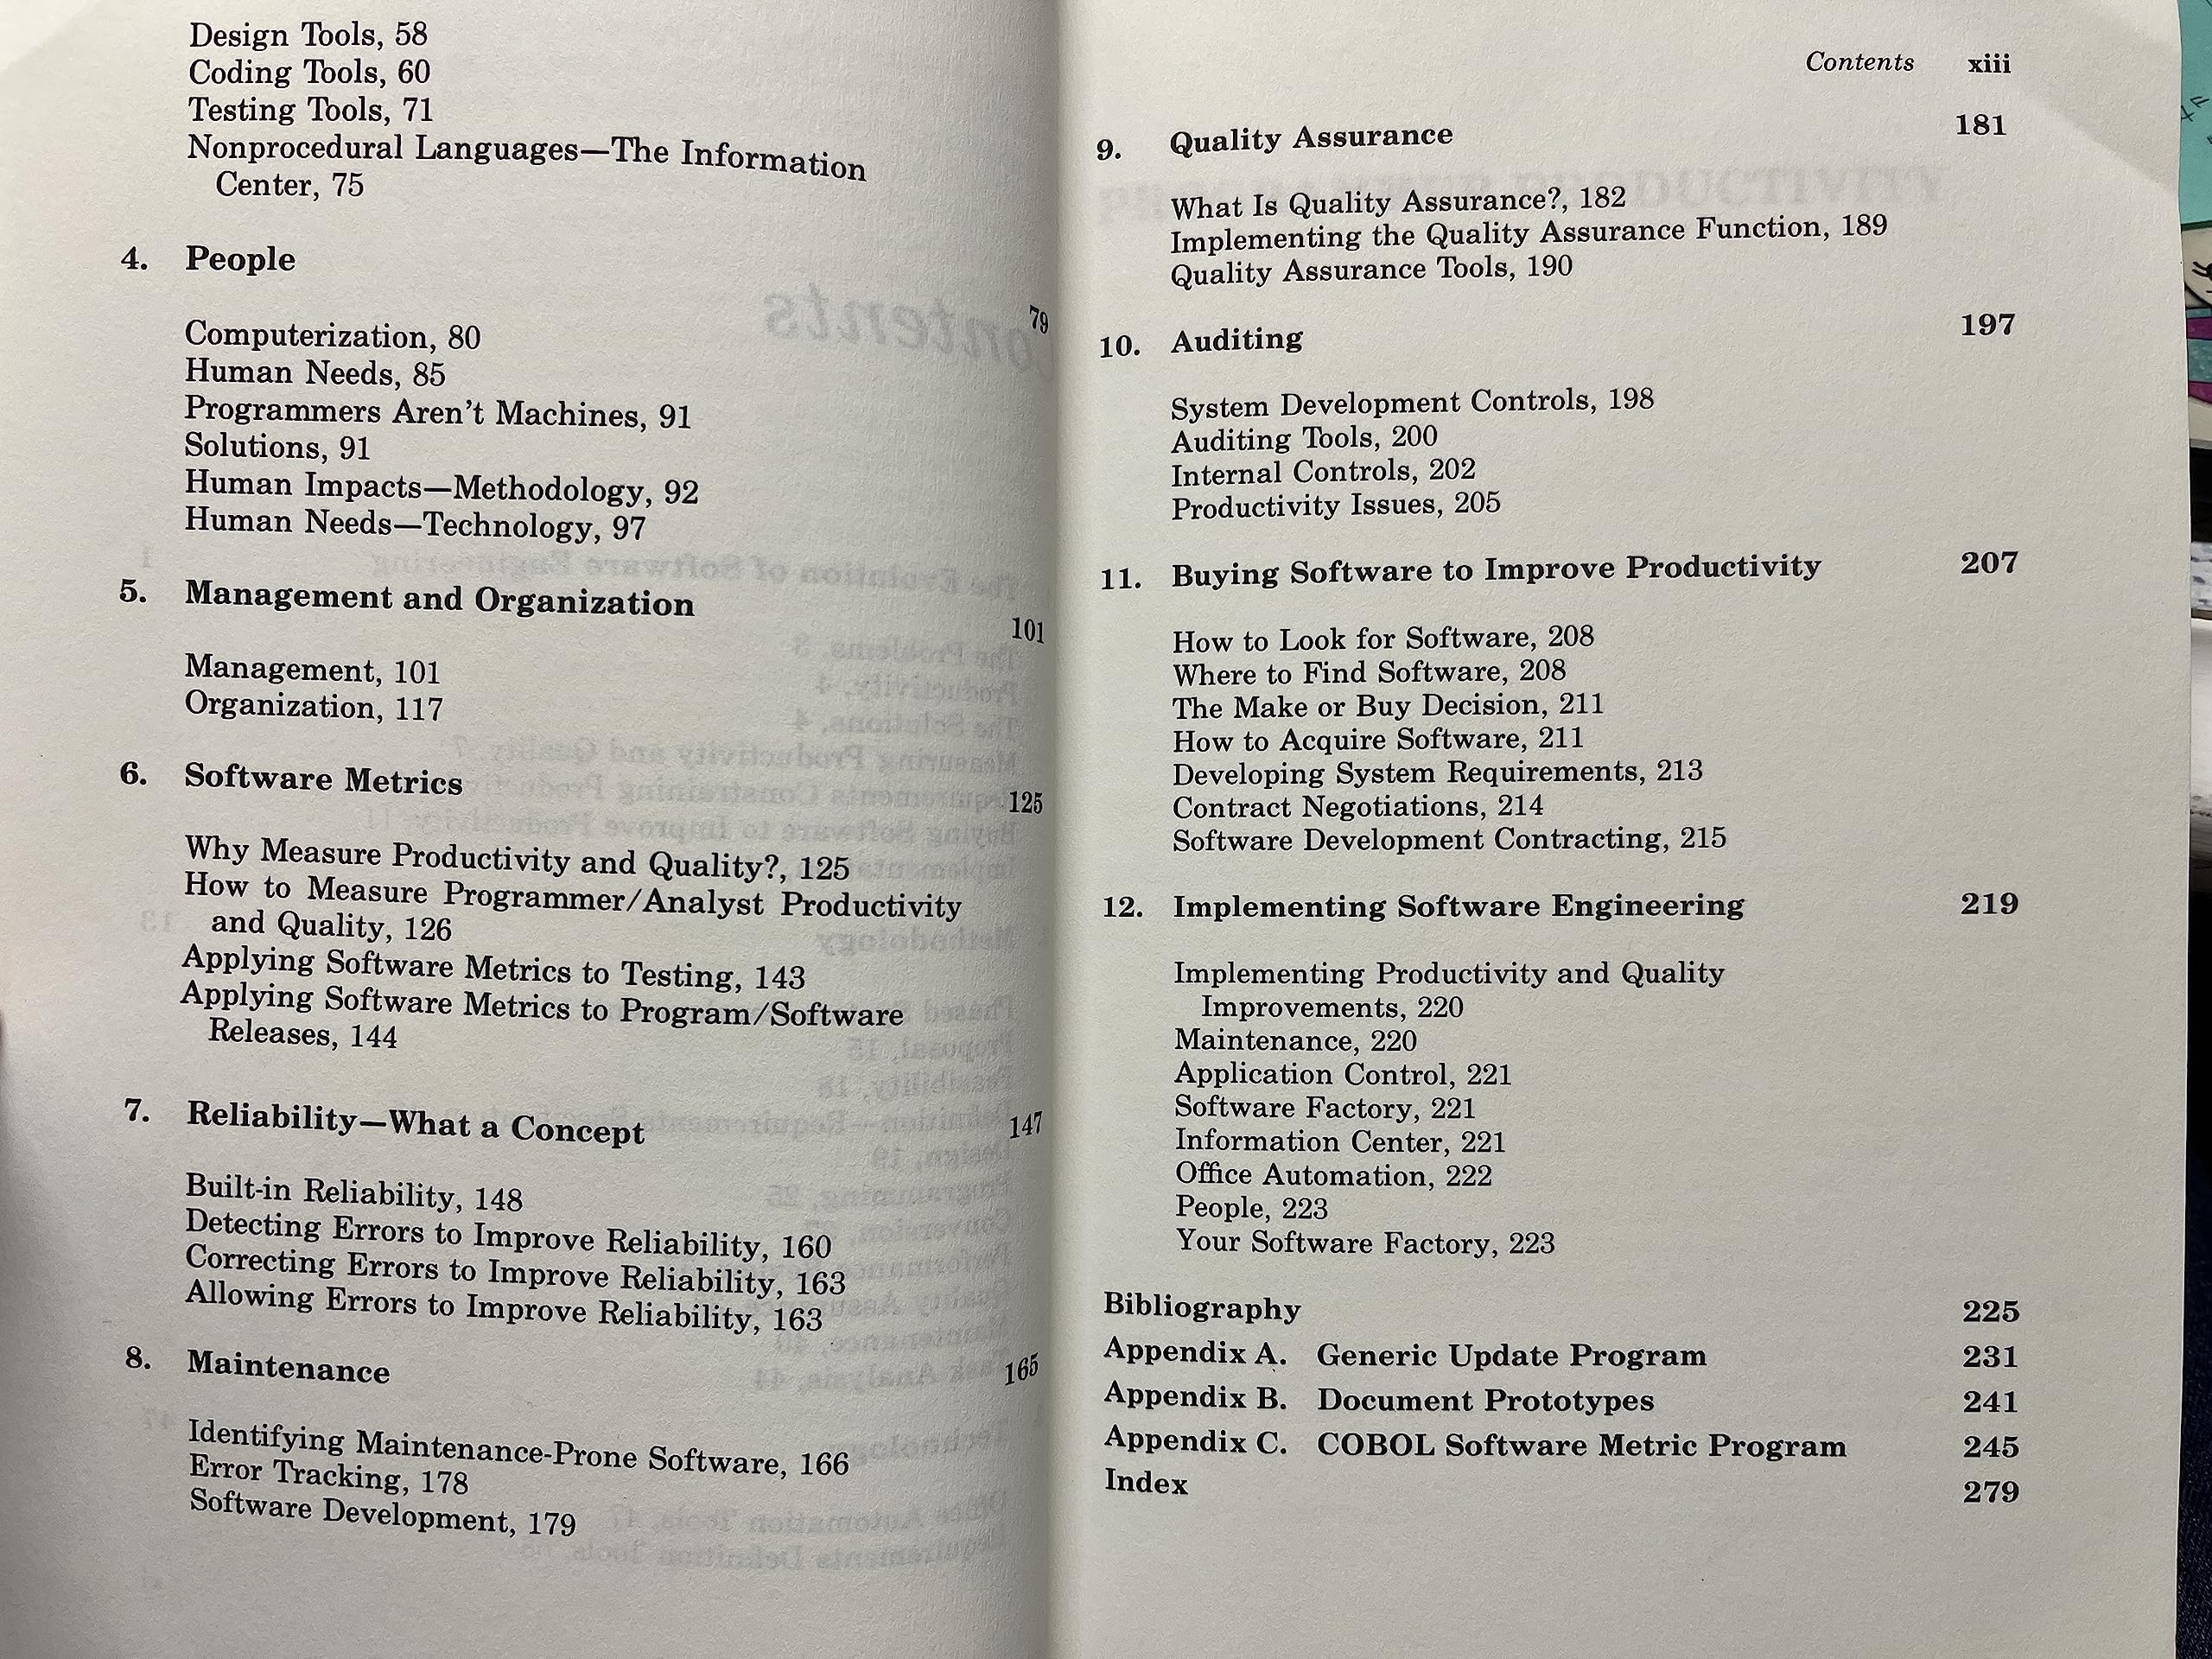 Design Tools, 58
Coding Tools, 60
Testing Tools, 71
Nonprocedural Languages—The Information
Center, 75
4. People 79
Computerization, 80
Human Needs, 85
Programmers Aren't Machines, 91
Solutions, 91
Human Impacts—Methodology, 92
Human Needs—Technology, 97
5. Management and Organization 101
Management, 101
Organization, 117
6. Software Metrics 125
Why Measure Productivity and Quality?, 125
How to Measure Programmer/Analyst Productivity
and Quality, 126
Applying Software Metrics to Testing, 143
Applying Software Metrics to Program/Software
Releases, 144
7. Reliability—What a Concept 147
Built-in Reliability, 148
Detecting Errors to Improve Reliability, 160
Correcting Errors to Improve Reliability, 163
Allowing Errors to Improve Reliability, 163
8. Maintenance 165
Identifying Maintenance-Prone Software, 166
Error Tracking, 178
Software Development, 179
Contents xiii
9. Quality Assurance 181
What Is Quality Assurance?, 182
Implementing the Quality Assurance Function, 189
Quality Assurance Tools, 190
10. Auditing 197
System Development Controls, 198
Auditing Tools, 200
Internal Controls, 202
Productivity Issues, 205
11. Buying Software to Improve Productivity 207
How to Look for Software, 208
Where to Find Software, 208
The Make or Buy Decision, 211
How to Acquire Software, 211
Developing System Requirements, 213
Contract Negotiations, 214
Software Development Contracting, 215
12. Implementing Software Engineering 219
Implementing Productivity and Quality
Improvements, 220
Maintenance, 220
Application Control, 221
Software Factory, 221
Information Center, 221
Office Automation, 222
People, 223
Your Software Factory, 223
Bibliography 225
Appendix A. Generic Update Program 231
Appendix B. Document Prototypes 241
Appendix C. COBOL Software Metric Program 245
Index 279